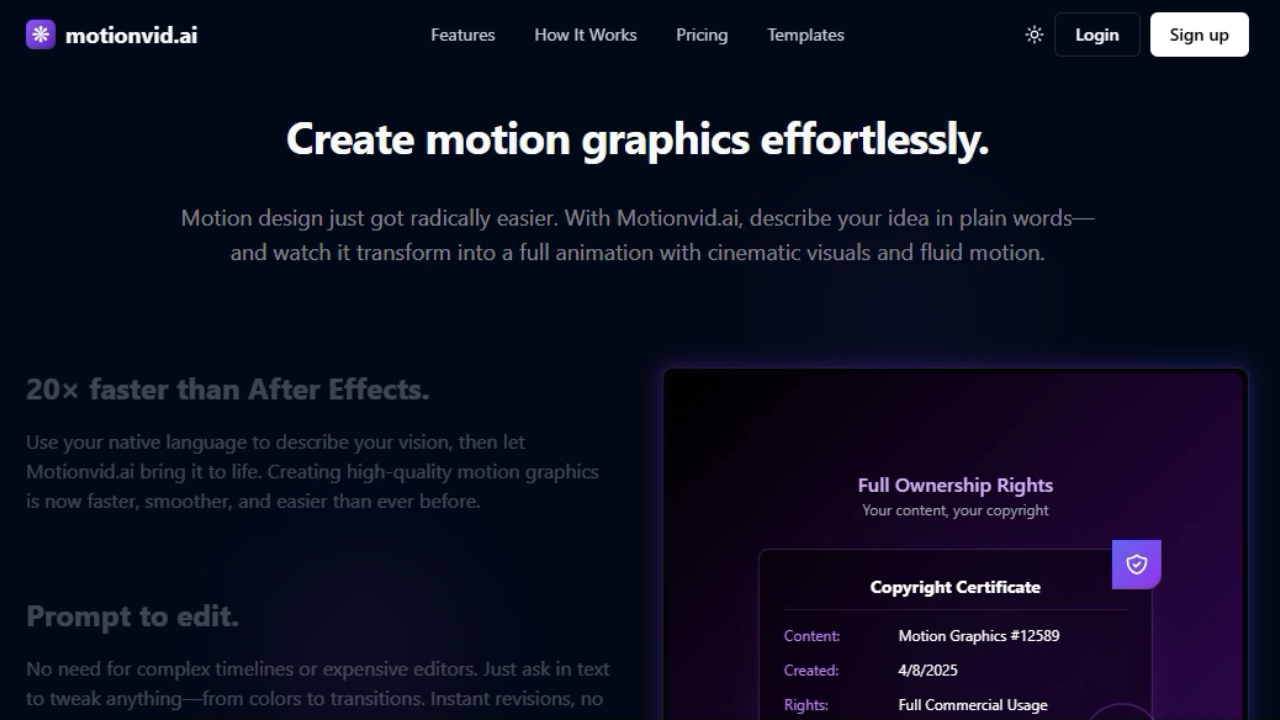 motionvid.ai
Features
How It Works
Pricing
Templates
Login
Sign up
Create motion graphics effortlessly.
Motion design just got radically easier. With Motionvid.ai, describe your idea in plain words—
and watch it transform into a full animation with cinematic visuals and fluid motion.
20× faster than After Effects.
Use your native language to describe your vision, then let
Motionvid.ai bring it to life. Creating high-quality motion graphics
is now faster, smoother, and easier than ever before.
Prompt to edit.
No need for complex timelines or expensive editors. Just ask in text
to tweak anything—from colors to transitions. Instant revisions, no
Full Ownership Rights
Your content, your copyright
Copyright Certificate
Content: Motion Graphics #12589
Created: 4/8/2025
Rights: Full Commercial Usage